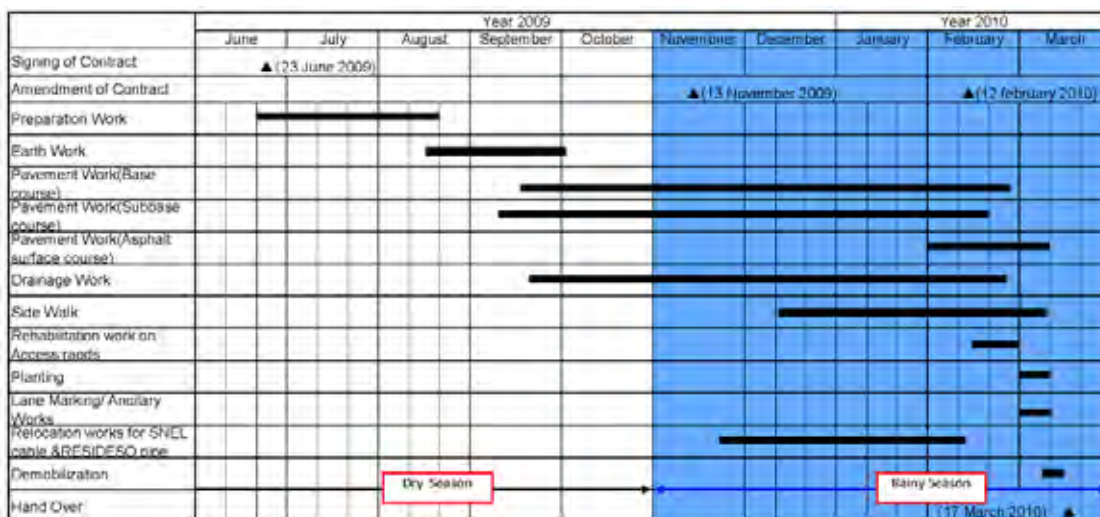 Year 2009 Year 2010
June July August September October November December January February March
Signing of Contract ▲(23 June 2009)
Amendment of Contract ▲(13 November 2009) ▲(12 february 2010)
Preparation Work
Earth Work
Pavement Work(Base
course)
Pavement Work(Subbase
course)
Pavement Work(Asphalt
surface course)
Drainage Work
Side Walk
Rehabilitation work on
Access raods
Planting
Lane Marking/ Ancilary
Works
Relocation works for SNEL
cable &RESIDESO pipe
Demobilization
Dry Season Rainy Season
Hand Over (17 March 2010) ▲